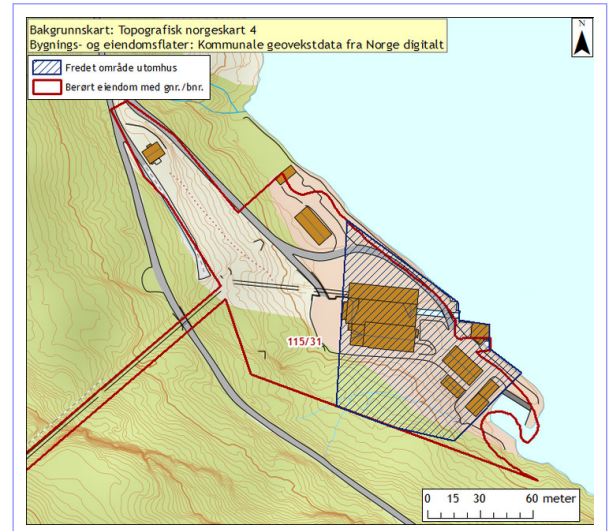 Bakgrunnskart: Topografisk norgeskart 4
Bygnings- og eiendomsflater: Kommunale geovekstdata fra Norge digitalt
N
Fredet område utomhus
Berørt eiendom med gnr./bnr.
115/31
0 15 30 60 meter